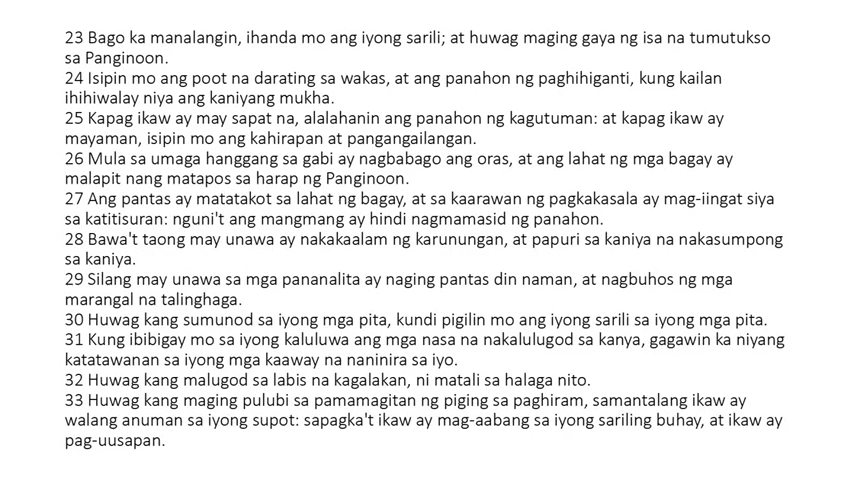 23 Bago ka manalangin, ihanda mo ang iyong sarili; at huwag maging gaya ng isa na tumutukso
sa Panginoon.
24 Isipin mo ang poot na darating sa wakas, at ang panahon ng paghihiganti, kung kailan
ihihiwalay niya ang kaniyang mukha.
25 Kapag ikaw ay may sapat na, alalahanin ang panahon ng kagutuman: at kapag ikaw ay
mayaman, isipin mo ang kahirapan at pangangailangan.
26 Mula sa umaga hanggang sa gabi ay nagbabago ang oras, at ang lahat ng mga bagay ay
malapit nang matapos sa harap ng Panginoon.
27 Ang pantas ay matatakot sa lahat ng bagay, at sa kaarawan ng pagkakasala ay mag-iingat siya
sa katitisuran: nguni't ang mangmang ay hindi nagmamasid ng panahon.
28 Bawa't taong may unawa ay nakakaalam ng karunungan, at papuri sa kaniya na nakasumpong
sa kaniya.
29 Silang may unawa sa mga pananalita ay naging pantas din naman, at nagbuhos ng mga
marangal na talinghaga.
30 Huwag kang sumunod sa iyong mga pita, kundi pigilin mo ang iyong sarili sa iyong mga pita.
31 Kung ibibigay mo sa iyong kaluluwa ang mga nasa na nakalulugod sa kanya, gagawin ka niyang
katatawanan sa iyong mga kaaway na naninira sa iyo.
32 Huwag kang malugod sa labis na kagalakan, ni matali sa halaga nito.
33 Huwag kang maging pulubi sa pamamagitan ng piging sa paghiram, samantalang ikaw ay
walang anuman sa iyong supot: sapagka't ikaw ay mag-aabang sa iyong sariling buhay, at ikaw ay
pag-uusapan.